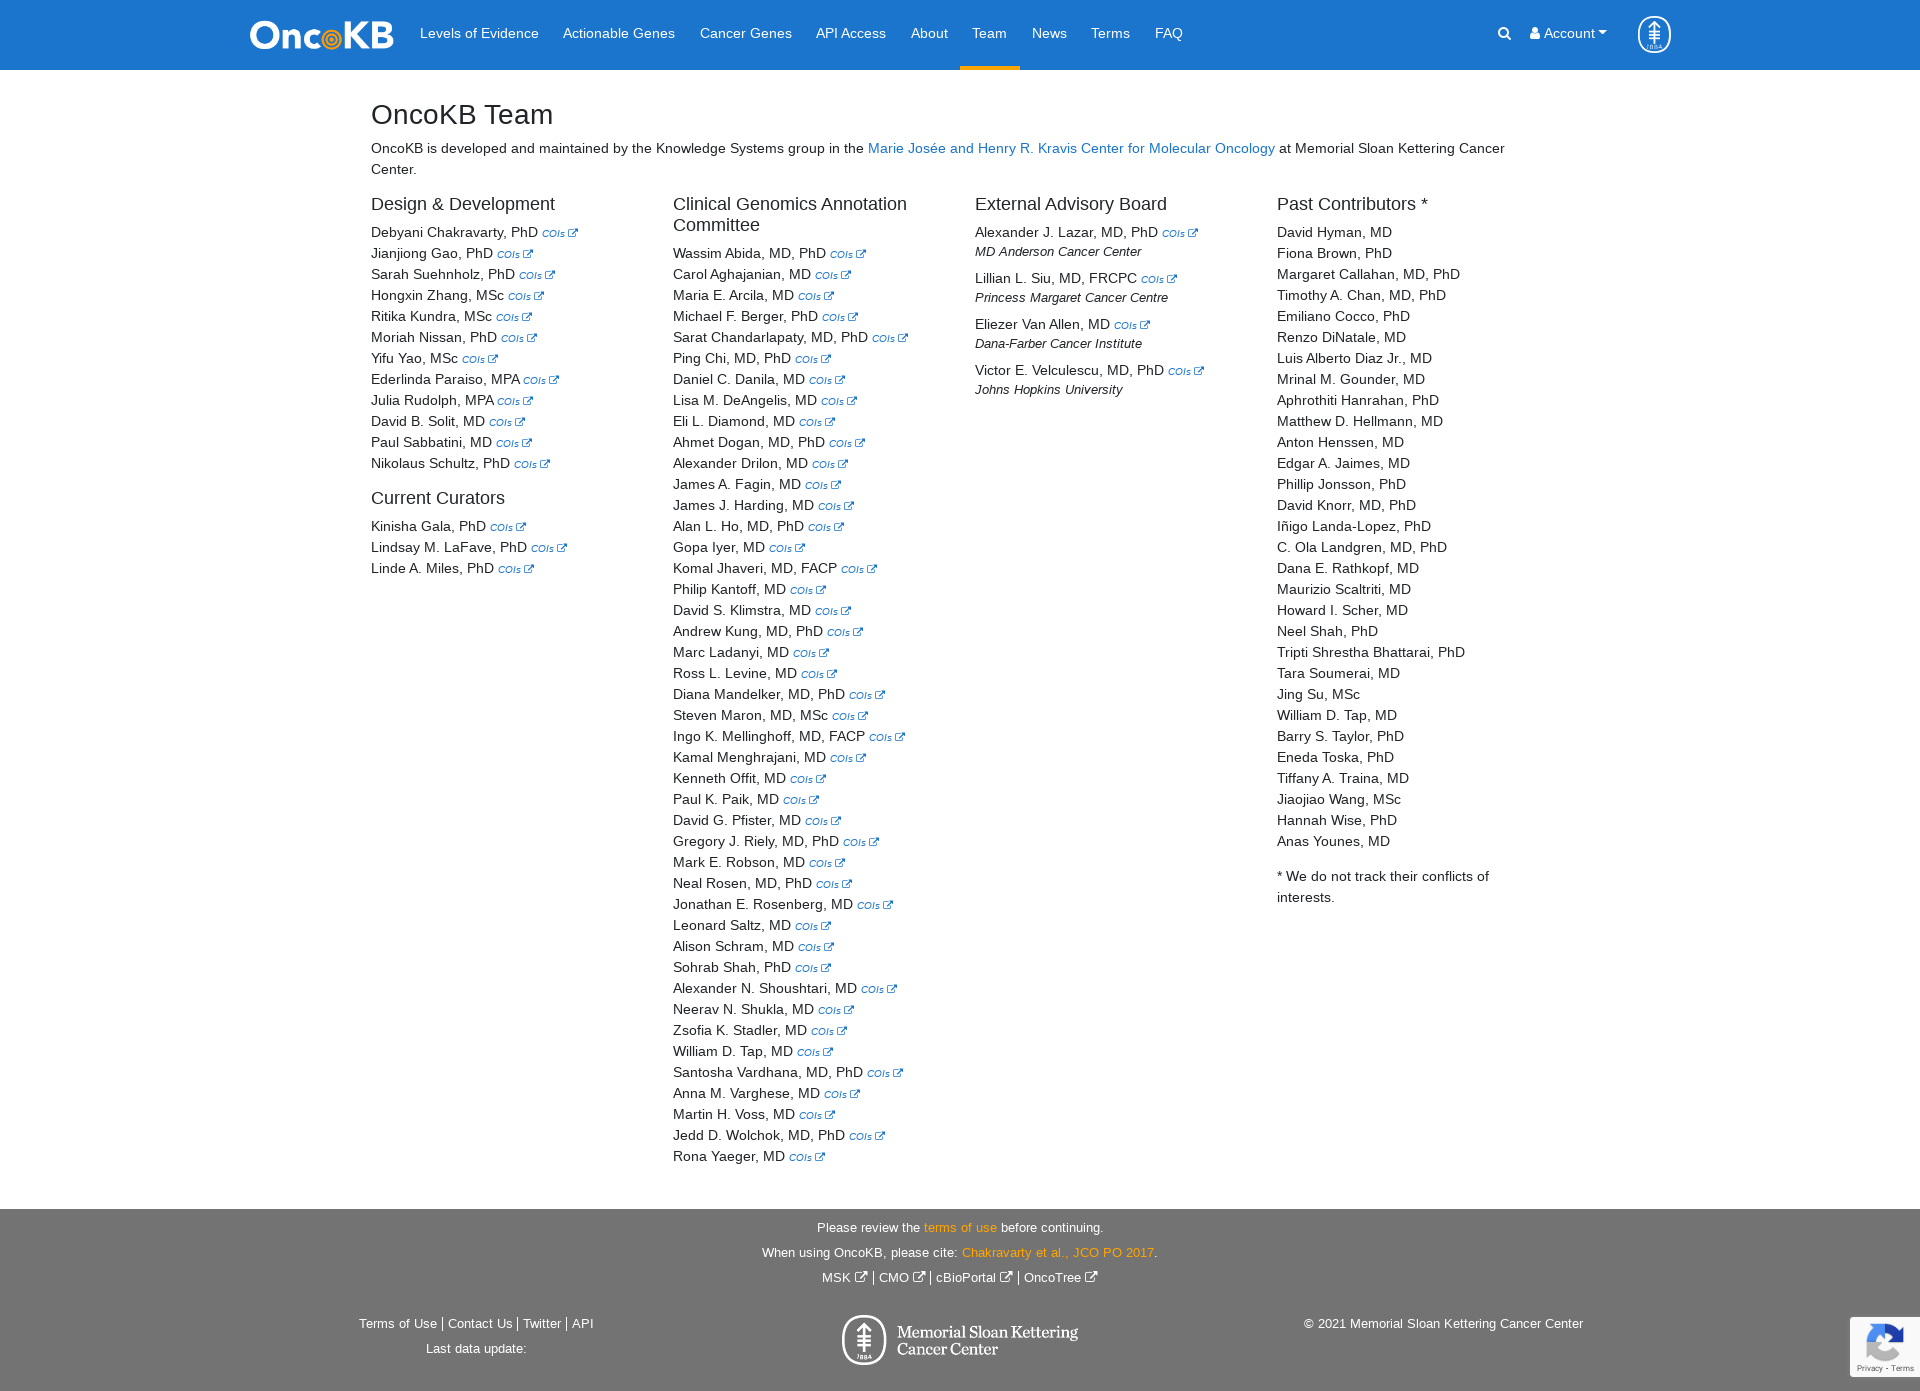 OncoKB
Levels of Evidence
Actionable Genes
Cancer Genes
API Access
About
Team
News
Terms
FAQ
Account
OncoKB Team
OncoKB is developed and maintained by the Knowledge Systems group in the Marie Josée and Henry R. Kravis Center for Molecular Oncology at Memorial Sloan Kettering Cancer
Center.
Design & Development
Debyani Chakravarty, PhD COIs
Jianjiong Gao, PhD COIs
Sarah Suehnholz, PhD COIs
Hongxin Zhang, MSc COIs
Ritika Kundra, MSc COIs
Moriah Nissan, PhD COIs
Yifu Yao, MSc COIs
Ederlinda Paraiso, MPA COIs
Julia Rudolph, MPA COIs
David B. Solit, MD COIs
Paul Sabbatini, MD COIs
Nikolaus Schultz, PhD COIs
Current Curators
Kinisha Gala, PhD COIs
Lindsay M. LaFave, PhD COIs
Linde A. Miles, PhD COIs
Clinical Genomics Annotation
Committee
Wassim Abida, MD, PhD COIs
Carol Aghajanian, MD COIs
Maria E. Arcila, MD COIs
Michael F. Berger, PhD COIs
Sarat Chandarlapaty, MD, PhD COIs
Ping Chi, MD, PhD COIs
Daniel C. Danila, MD COIs
Lisa M. DeAngelis, MD COIs
Eli L. Diamond, MD COIs
Ahmet Dogan, MD, PhD COIs
Alexander Drilon, MD COIs
James A. Fagin, MD COIs
James J. Harding, MD COIs
Alan L. Ho, MD, PhD COIs
Gopa Iyer, MD COIs
Komal Jhaveri, MD, FACP COIs
Philip Kantoff, MD COIs
David S. Klimstra, MD COIs
Andrew Kung, MD, PhD COIs
Marc Ladanyi, MD COIs
Ross L. Levine, MD COIs
Diana Mandelker, MD, PhD COIs
Steven Maron, MD, MSc COIs
Ingo K. Mellinghoff, MD, FACP COIs
Kamal Menghrajani, MD COIs
Kenneth Offit, MD COIs
Paul K. Paik, MD COIs
David G. Pfister, MD COIs
Gregory J. Riely, MD, PhD COIs
Mark E. Robson, MD COIs
Neal Rosen, MD, PhD COIs
Jonathan E. Rosenberg, MD COIs
Leonard Saltz, MD COIs
Alison Schram, MD COIs
Sohrab Shah, PhD COIs
Alexander N. Shoushtari, MD COIs
Neerav N. Shukla, MD COIs
Zsofia K. Stadler, MD COIs
William D. Tap, MD COIs
Santosha Vardhana, MD, PhD COIs
Anna M. Varghese, MD COIs
Martin H. Voss, MD COIs
Jedd D. Wolchok, MD, PhD COIs
Rona Yaeger, MD COIs
External Advisory Board
Alexander J. Lazar, MD, PhD COIs
MD Anderson Cancer Center
Lillian L. Siu, MD, FRCPC COIs
Princess Margaret Cancer Centre
Eliezer Van Allen, MD COIs
Dana-Farber Cancer Institute
Victor E. Velculescu, MD, PhD COIs
Johns Hopkins University
Past Contributors *
David Hyman, MD
Fiona Brown, PhD
Margaret Callahan, MD, PhD
Timothy A. Chan, MD, PhD
Emiliano Cocco, PhD
Renzo DiNatale, MD
Luis Alberto Diaz Jr., MD
Mrinal M. Gounder, MD
Aphrothiti Hanrahan, PhD
Matthew D. Hellmann, MD
Anton Henssen, MD
Edgar A. Jaimes, MD
Phillip Jonsson, PhD
David Knorr, MD, PhD
Iñigo Landa-Lopez, PhD
C. Ola Landgren, MD, PhD
Dana E. Rathkopf, MD
Maurizio Scaltriti, MD
Howard I. Scher, MD
Neel Shah, PhD
Tripti Shrestha Bhattarai, PhD
Tara Soumerai, MD
Jing Su, MSc
William D. Tap, MD
Barry S. Taylor, PhD
Eneda Toska, PhD
Tiffany A. Traina, MD
Jiaojiao Wang, MSc
Hannah Wise, PhD
Anas Younes, MD
* We do not track their conflicts of
interests.
Please review the terms of use before continuing.
When using OncoKB, please cite: Chakravarty et al., JCO PO 2017.
MSK | CMO | cBioPortal | OncoTree
Terms of Use | Contact Us | Twitter | API
Last data update:
1884
Memorial Sloan Kettering
Cancer Center
© 2021 Memorial Sloan Kettering Cancer Center
Privacy - Terms